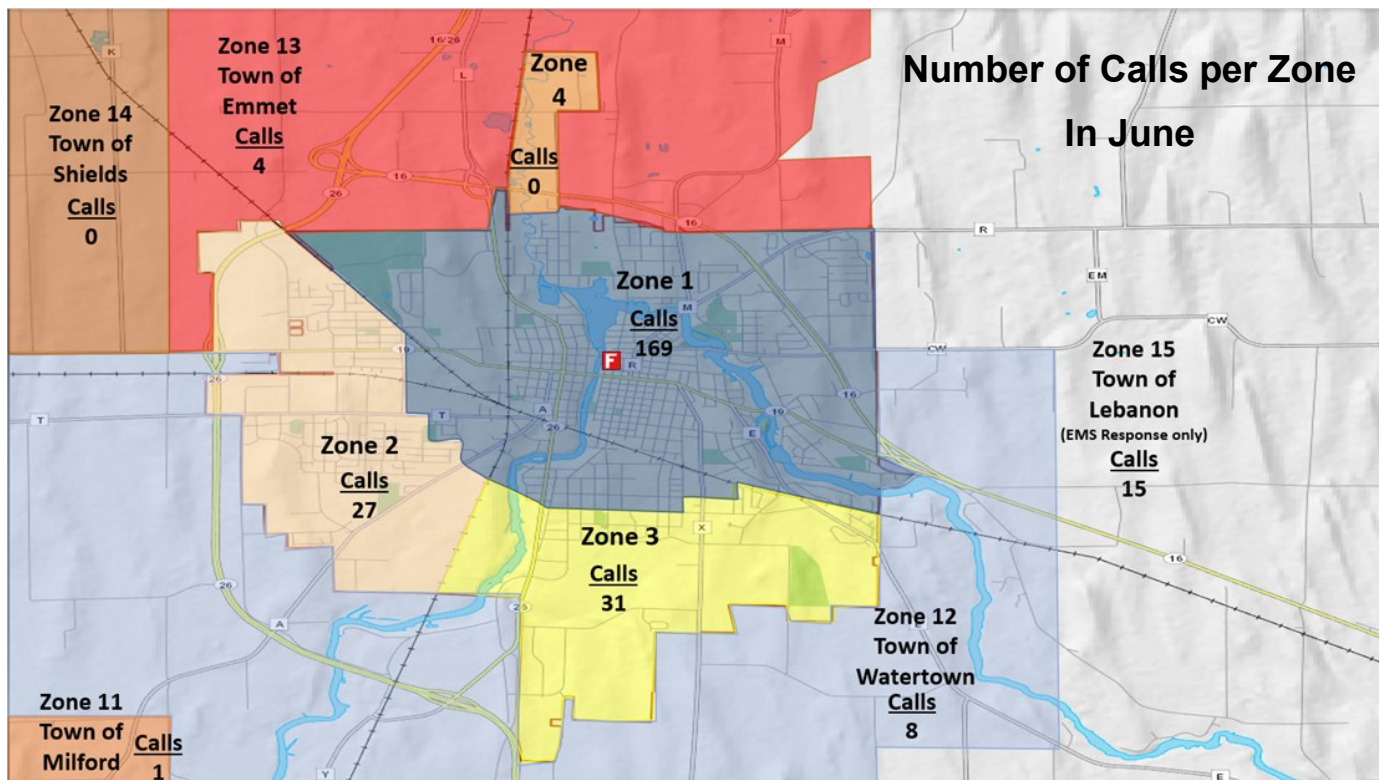 Number of Calls per Zone
In June
Zone 14
Town of
Shields
Calls
0
Zone 13
Town of
Emmet
Calls
4
Zone
4
Calls
0
Zone 1
Calls
169
Zone 2
Calls
27
Zone 3
Calls
31
Zone 15
Town of
Lebanon
(EMS Response only)
Calls
15
Zone 12
Town of
Watertown
Calls
8
Zone 11
Town of
Milford
Calls
1
K
16/26
L
M
26
16
16
R
EM
CW
CW
M
F
R
19
26
T
T
A
26
E
19
16
X
16
26
A
26
Y
E